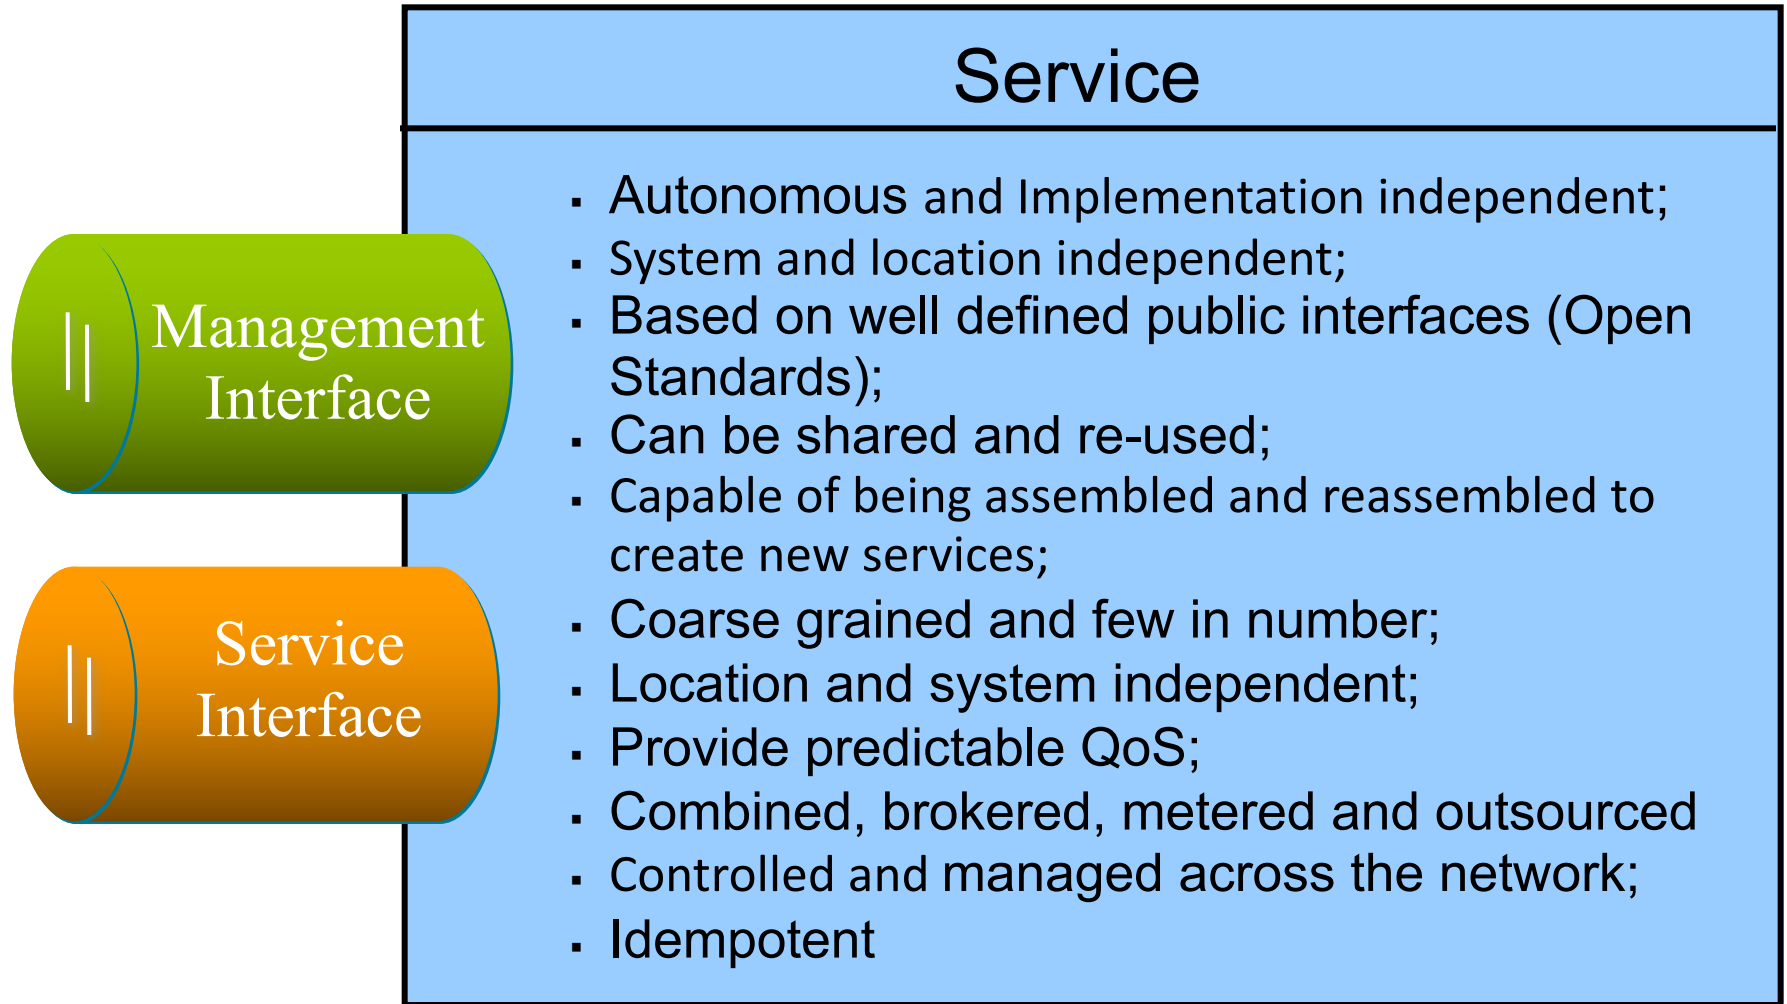 Service
Management
Interface
Service
Interface
▪ Autonomous and Implementation independent;
▪ System and location independent;
▪ Based on well defined public interfaces (Open
Standards);
▪ Can be shared and re-used;
▪ Capable of being assembled and reassembled to
create new services;
▪ Coarse grained and few in number;
▪ Location and system independent;
▪ Provide predictable QoS;
▪ Combined, brokered, metered and outsourced
▪ Controlled and managed across the network;
▪ Idempotent